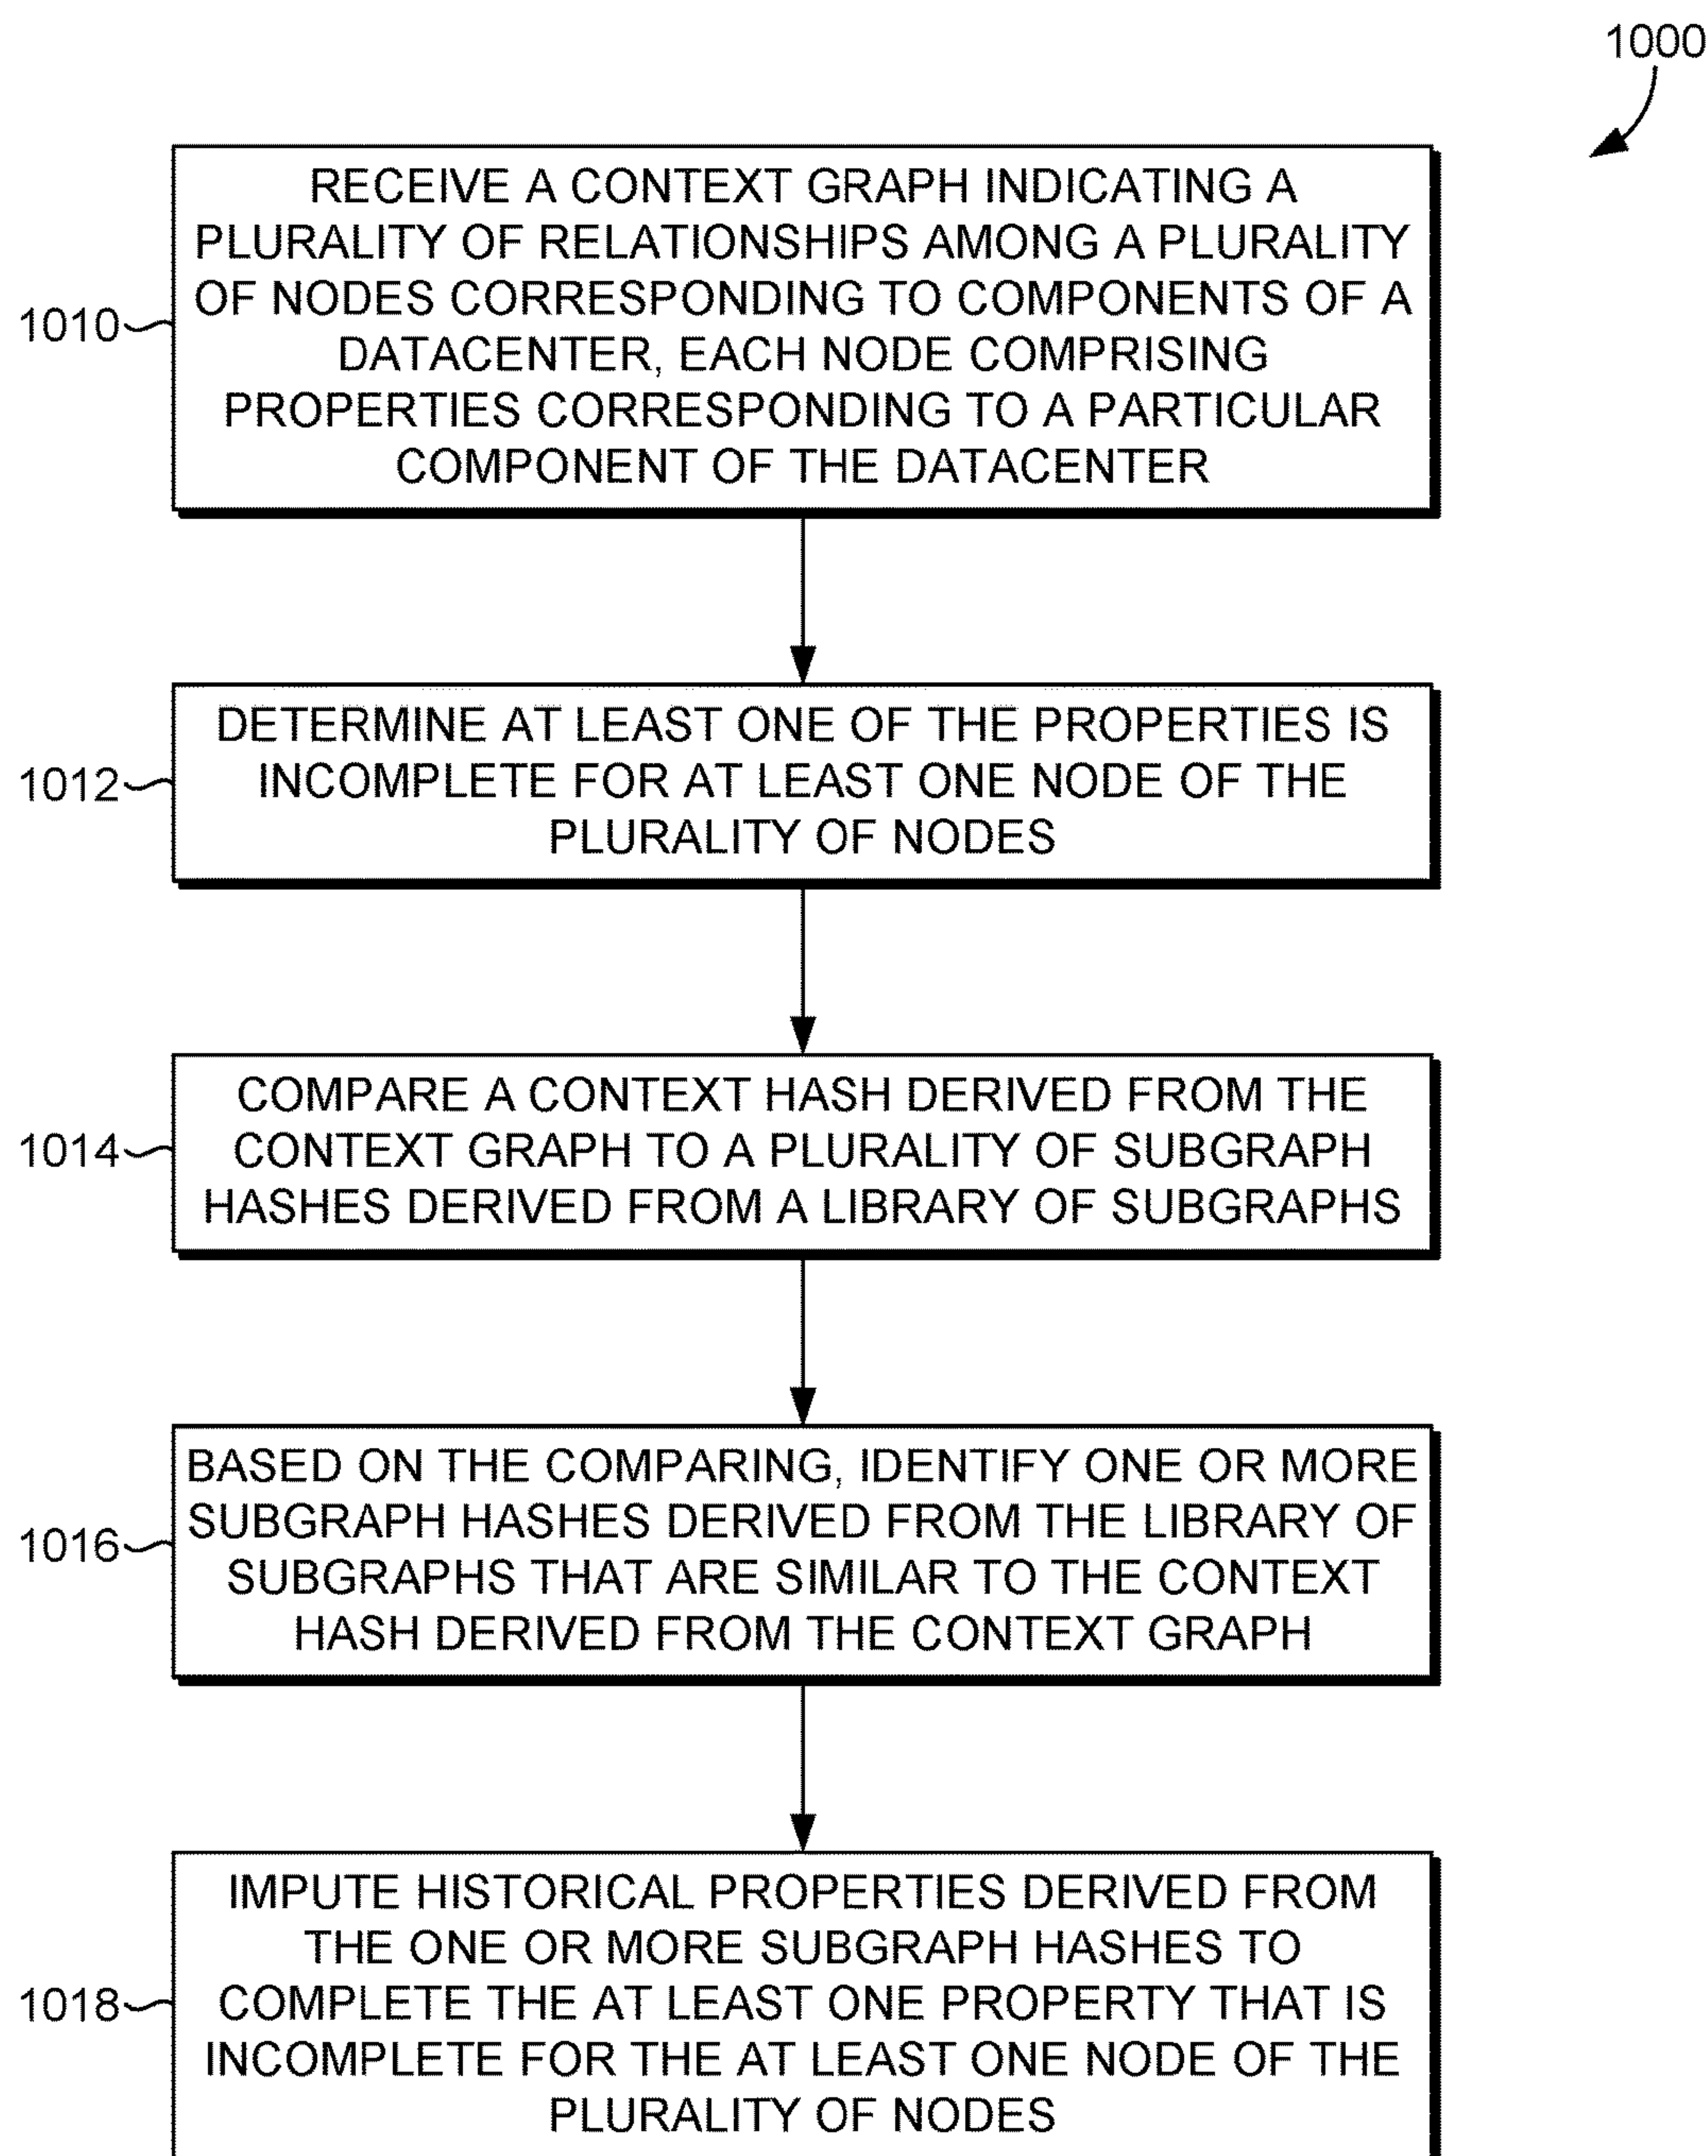 1000
RECEIVE A CONTEXT GRAPH INDICATING A
PLURALITY OF RELATIONSHIPS AMONG A PLURALITY
OF NODES CORRESPONDING TO COMPONENTS OF A
DATACENTER, EACH NODE COMPRISING
PROPERTIES CORRESPONDING TO A PARTICULAR
COMPONENT OF THE DATACENTER
1010
DETERMINE AT LEAST ONE OF THE PROPERTIES IS
INCOMPLETE FOR AT LEAST ONE NODE OF THE
PLURALITY OF NODES
1012
COMPARE A CONTEXT HASH DERIVED FROM THE
CONTEXT GRAPH TO A PLURALITY OF SUBGRAPH
HASHES DERIVED FROM A LIBRARY OF SUBGRAPHS
1014
BASED ON THE COMPARING, IDENTIFY ONE OR MORE
SUBGRAPH HASHES DERIVED FROM THE LIBRARY OF
SUBGRAPHS THAT ARE SIMILAR TO THE CONTEXT
HASH DERIVED FROM THE CONTEXT GRAPH
1016
IMPUTE HISTORICAL PROPERTIES DERIVED FROM
THE ONE OR MORE SUBGRAPH HASHES TO
COMPLETE THE AT LEAST ONE PROPERTY THAT IS
INCOMPLETE FOR THE AT LEAST ONE NODE OF THE
PLURALITY OF NODES
1018